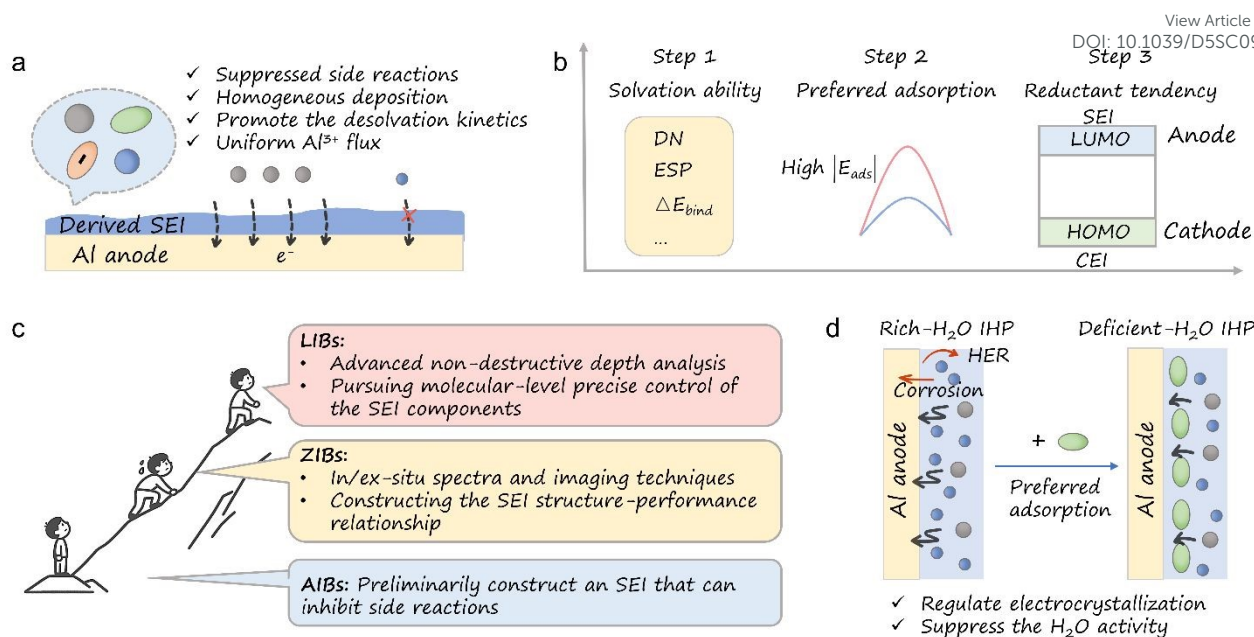 View Article
DOI: 10.1039/D5SC09
a
✓ Suppressed side reactions
✓ Homogeneous deposition
✓ Promote the desolvation kinetics
✓ Uniform Al³⁺ flux
Derived SEI
Al anode
e⁻
b
Step 1
Solvation ability
DN
ESP
△E_bind
...
Step 2
Preferred adsorption
High |E_ads|
Step 3
Reductant tendency
SEI
LUMO
Anode
HOMO
Cathode
CEI
c
LIBs:
• Advanced non-destructive depth analysis
• Pursuing molecular-level precise control of
the SEI components
ZIBs:
• In/ex-situ spectra and imaging techniques
• Constructing the SEI structure-performance
relationship
AIBs: Preliminarily construct an SEI that can
inhibit side reactions
d
Rich-H₂O IHP
HER
Corrosion
Al anode
+
Preferred
adsorption
Deficient-H₂O IHP
Al anode
✓ Regulate electrocrystallization
✓ Suppress the H₂O activity